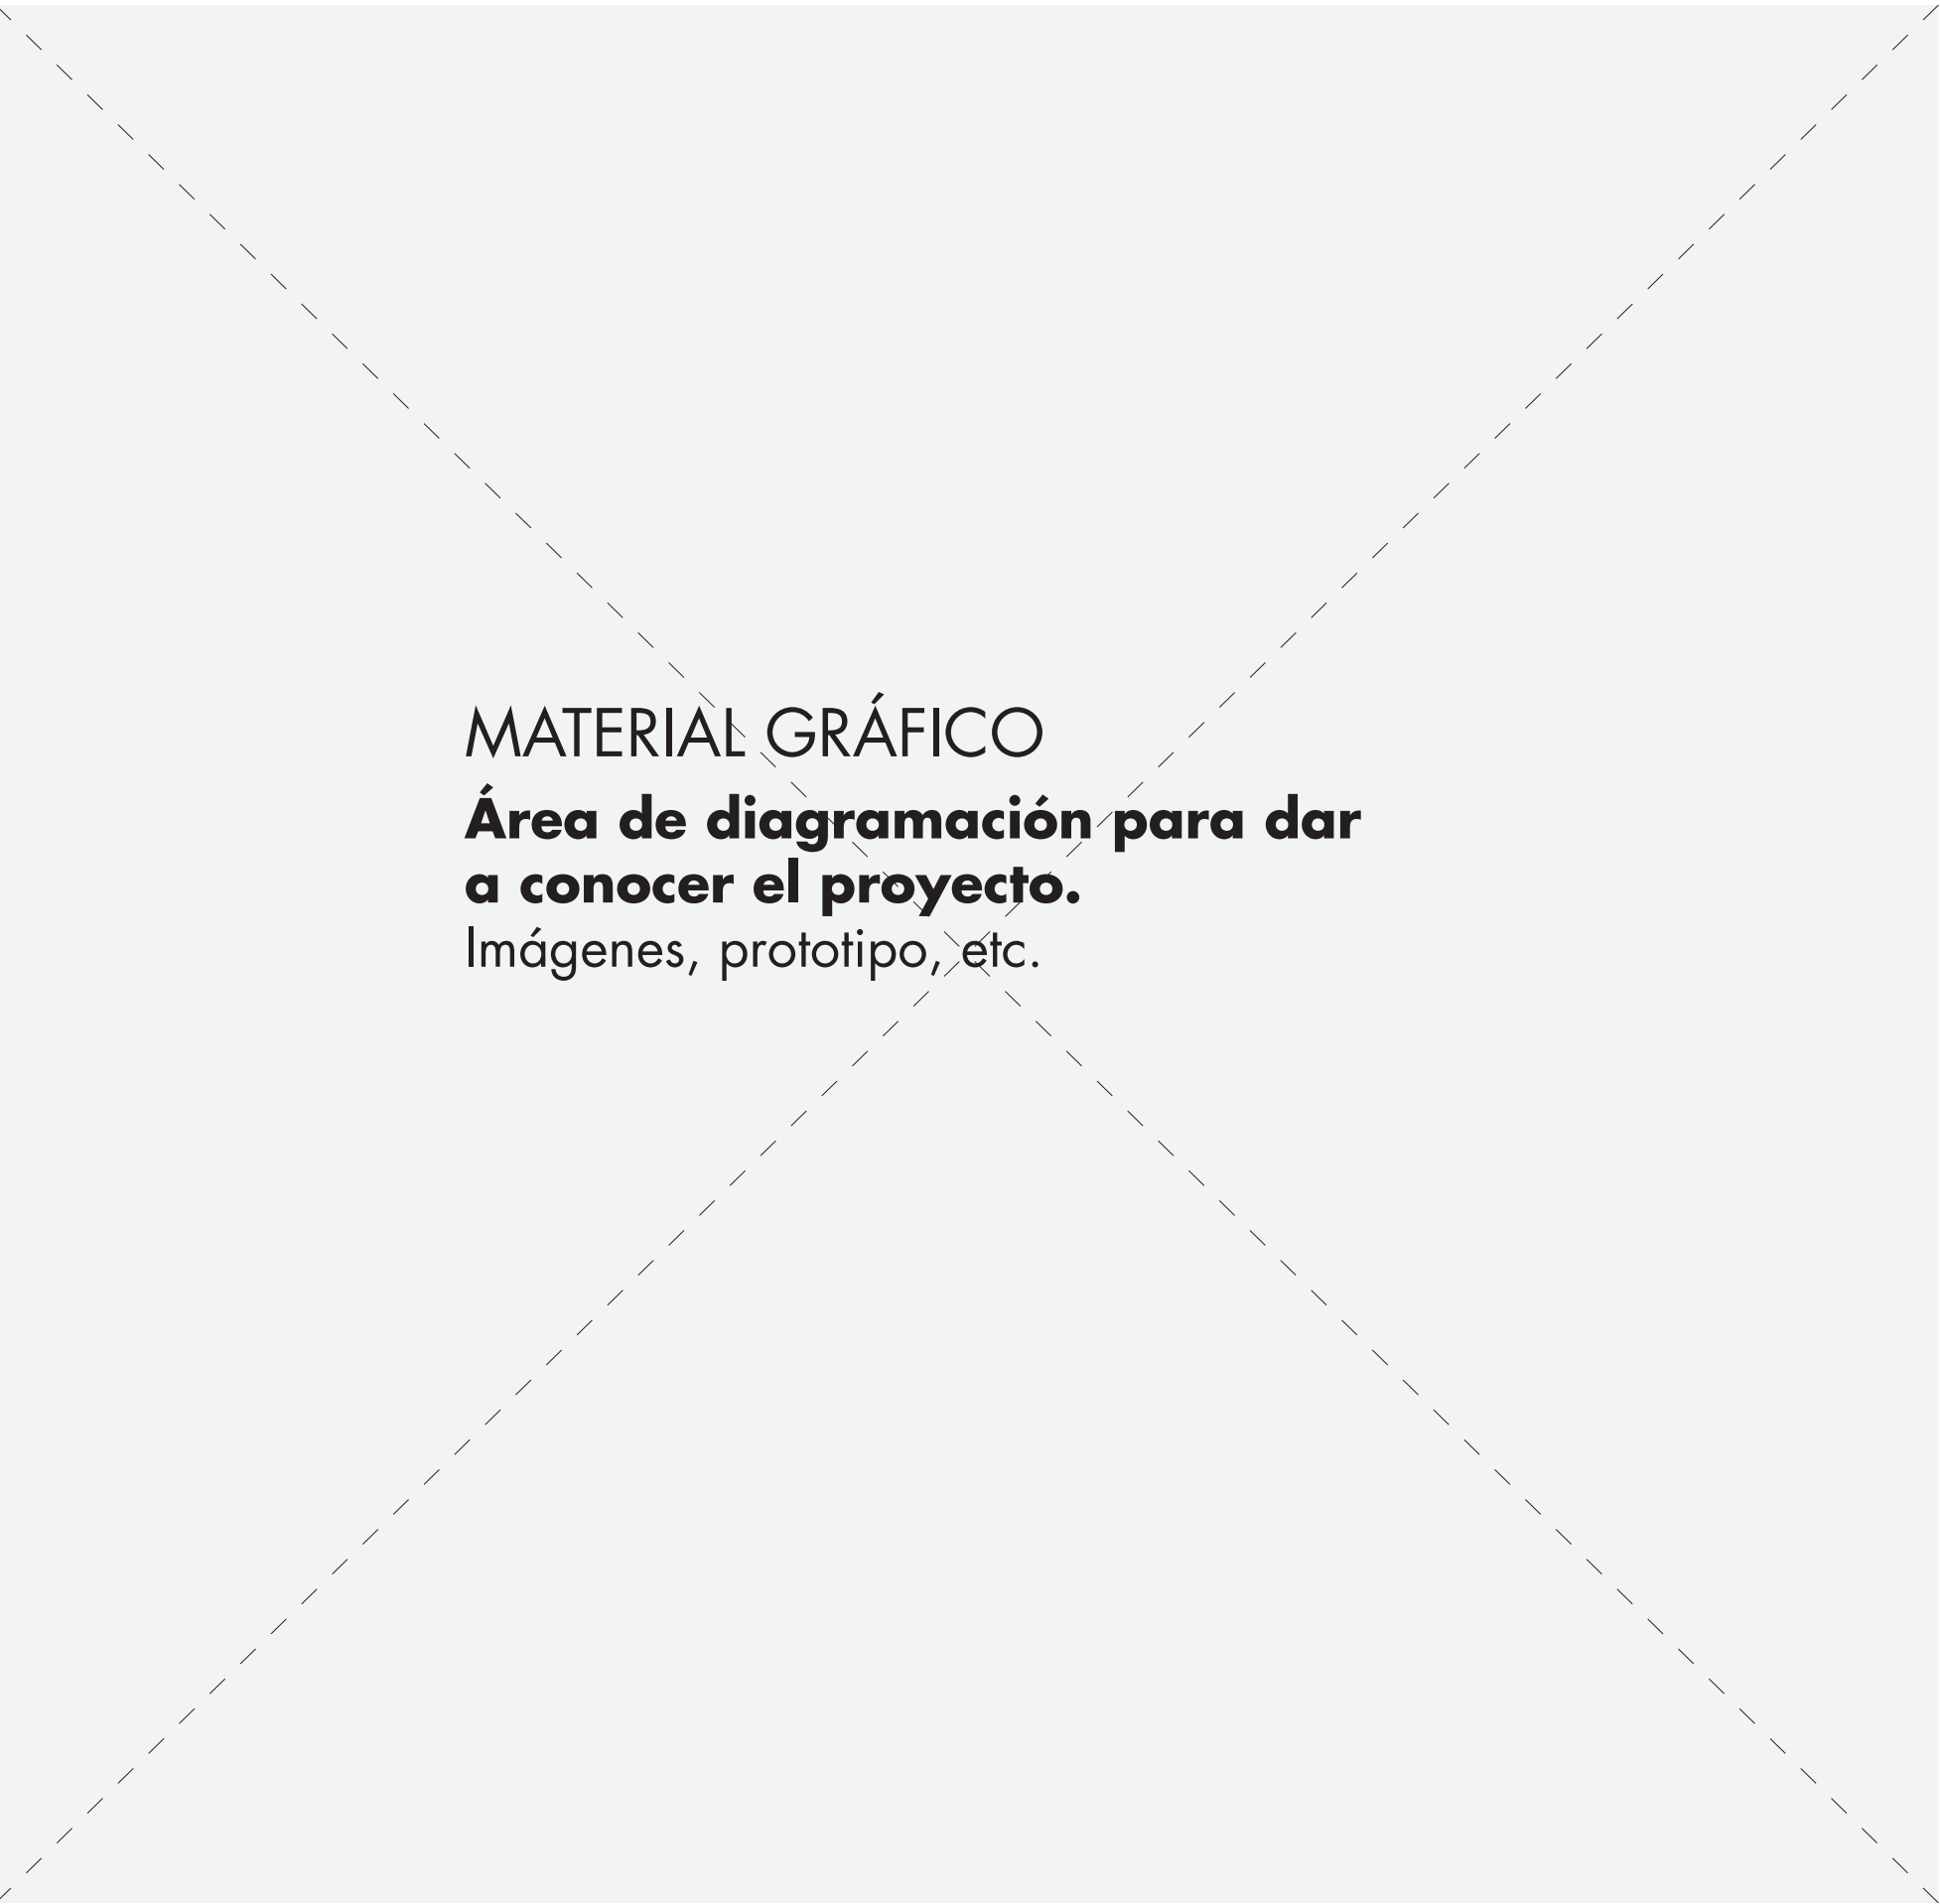 MATERIAL GRÁFICO
Área de diagramación para dar
a conocer el proyecto.
Imágenes, prototipo, etc.